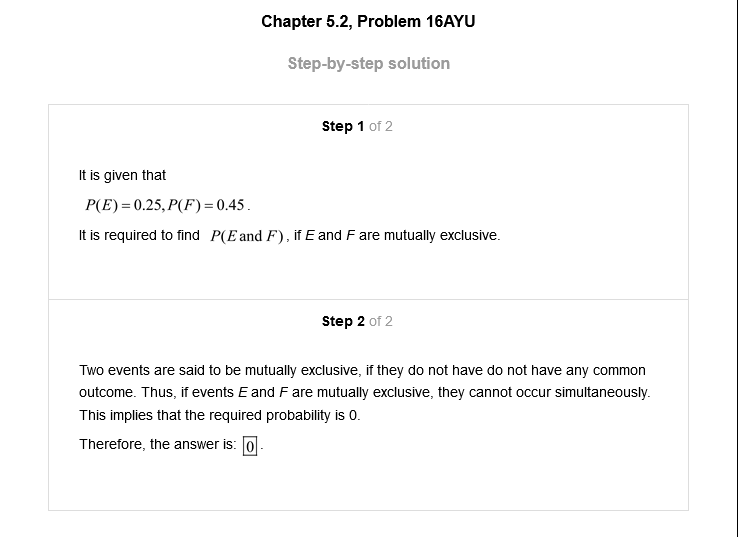 Chapter 5.2, Problem 16AYU
Step-by-step solution
Step 1 of 2
It is given that
P(E) = 0.25, P(F) = 0.45.
It is required to find P(E and F), if E and F are mutually exclusive.
Step 2 of 2
Two events are said to be mutually exclusive, if they do not have do not have any common
outcome. Thus, if events E and F are mutually exclusive, they cannot occur simultaneously.
This implies that the required probability is 0.
Therefore, the answer is: 0.